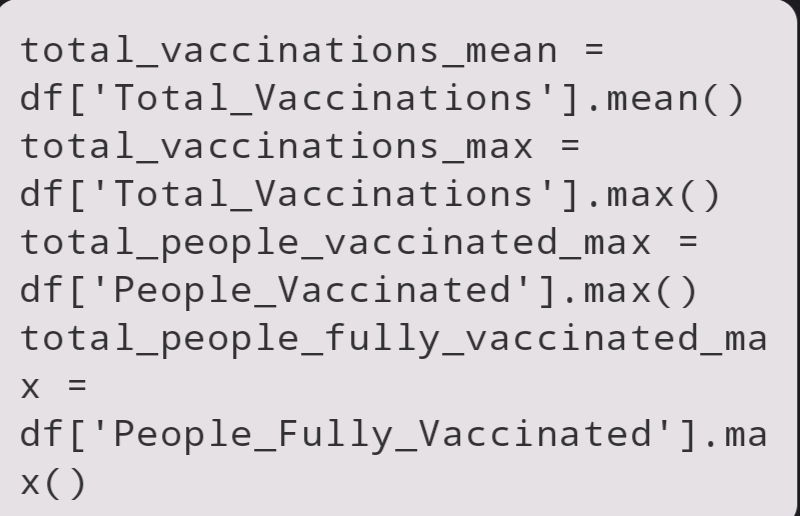 total_vaccinations_mean =
df['Total_Vaccinations'].mean()
total_vaccinations_max =
df['Total_Vaccinations'].max()
total_people_vaccinated_max =
df['People_Vaccinated'].max()
total_people_fully_vaccinated_ma
x =
df['People_Fully_Vaccinated'].ma
x()